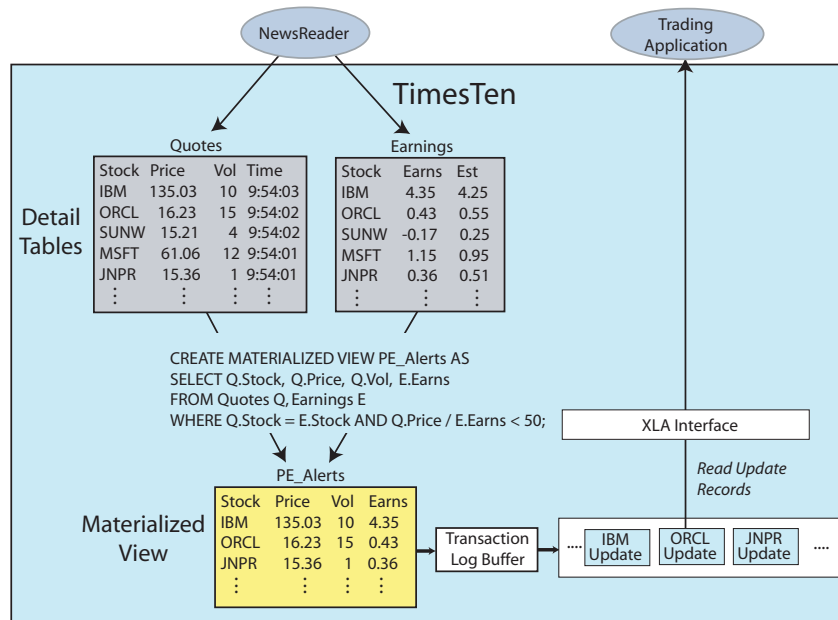 NewsReader
Trading
Application
TimesTen
Quotes
Stock Price Vol Time
IBM 135.03 10 9:54:03
ORCL 16.23 15 9:54:02
SUNW 15.21 4 9:54:02
MSFT 61.06 12 9:54:01
JNPR 15.36 1 9:54:01
Earnings
Stock Earns Est
IBM 4.35 4.25
ORCL 0.43 0.55
SUNW -0.17 0.25
MSFT 1.15 0.95
JNPR 0.36 0.51
Detail
Tables
CREATE MATERIALIZED VIEW PE_Alerts AS
SELECT Q.Stock, Q.Price, Q.Vol, E.Earns
FROM Quotes Q, Earnings E
WHERE Q.Stock = E.Stock AND Q.Price / E.Earns < 50;
XLA Interface
Read Update
Records
PE_Alerts
Stock Price Vol Earns
IBM 135.03 10 4.35
ORCL 16.23 15 0.43
JNPR 15.36 1 0.36
Materialized
View
Transaction
Log Buffer
....
IBM
Update
ORCL
Update
JNPR
Update
....